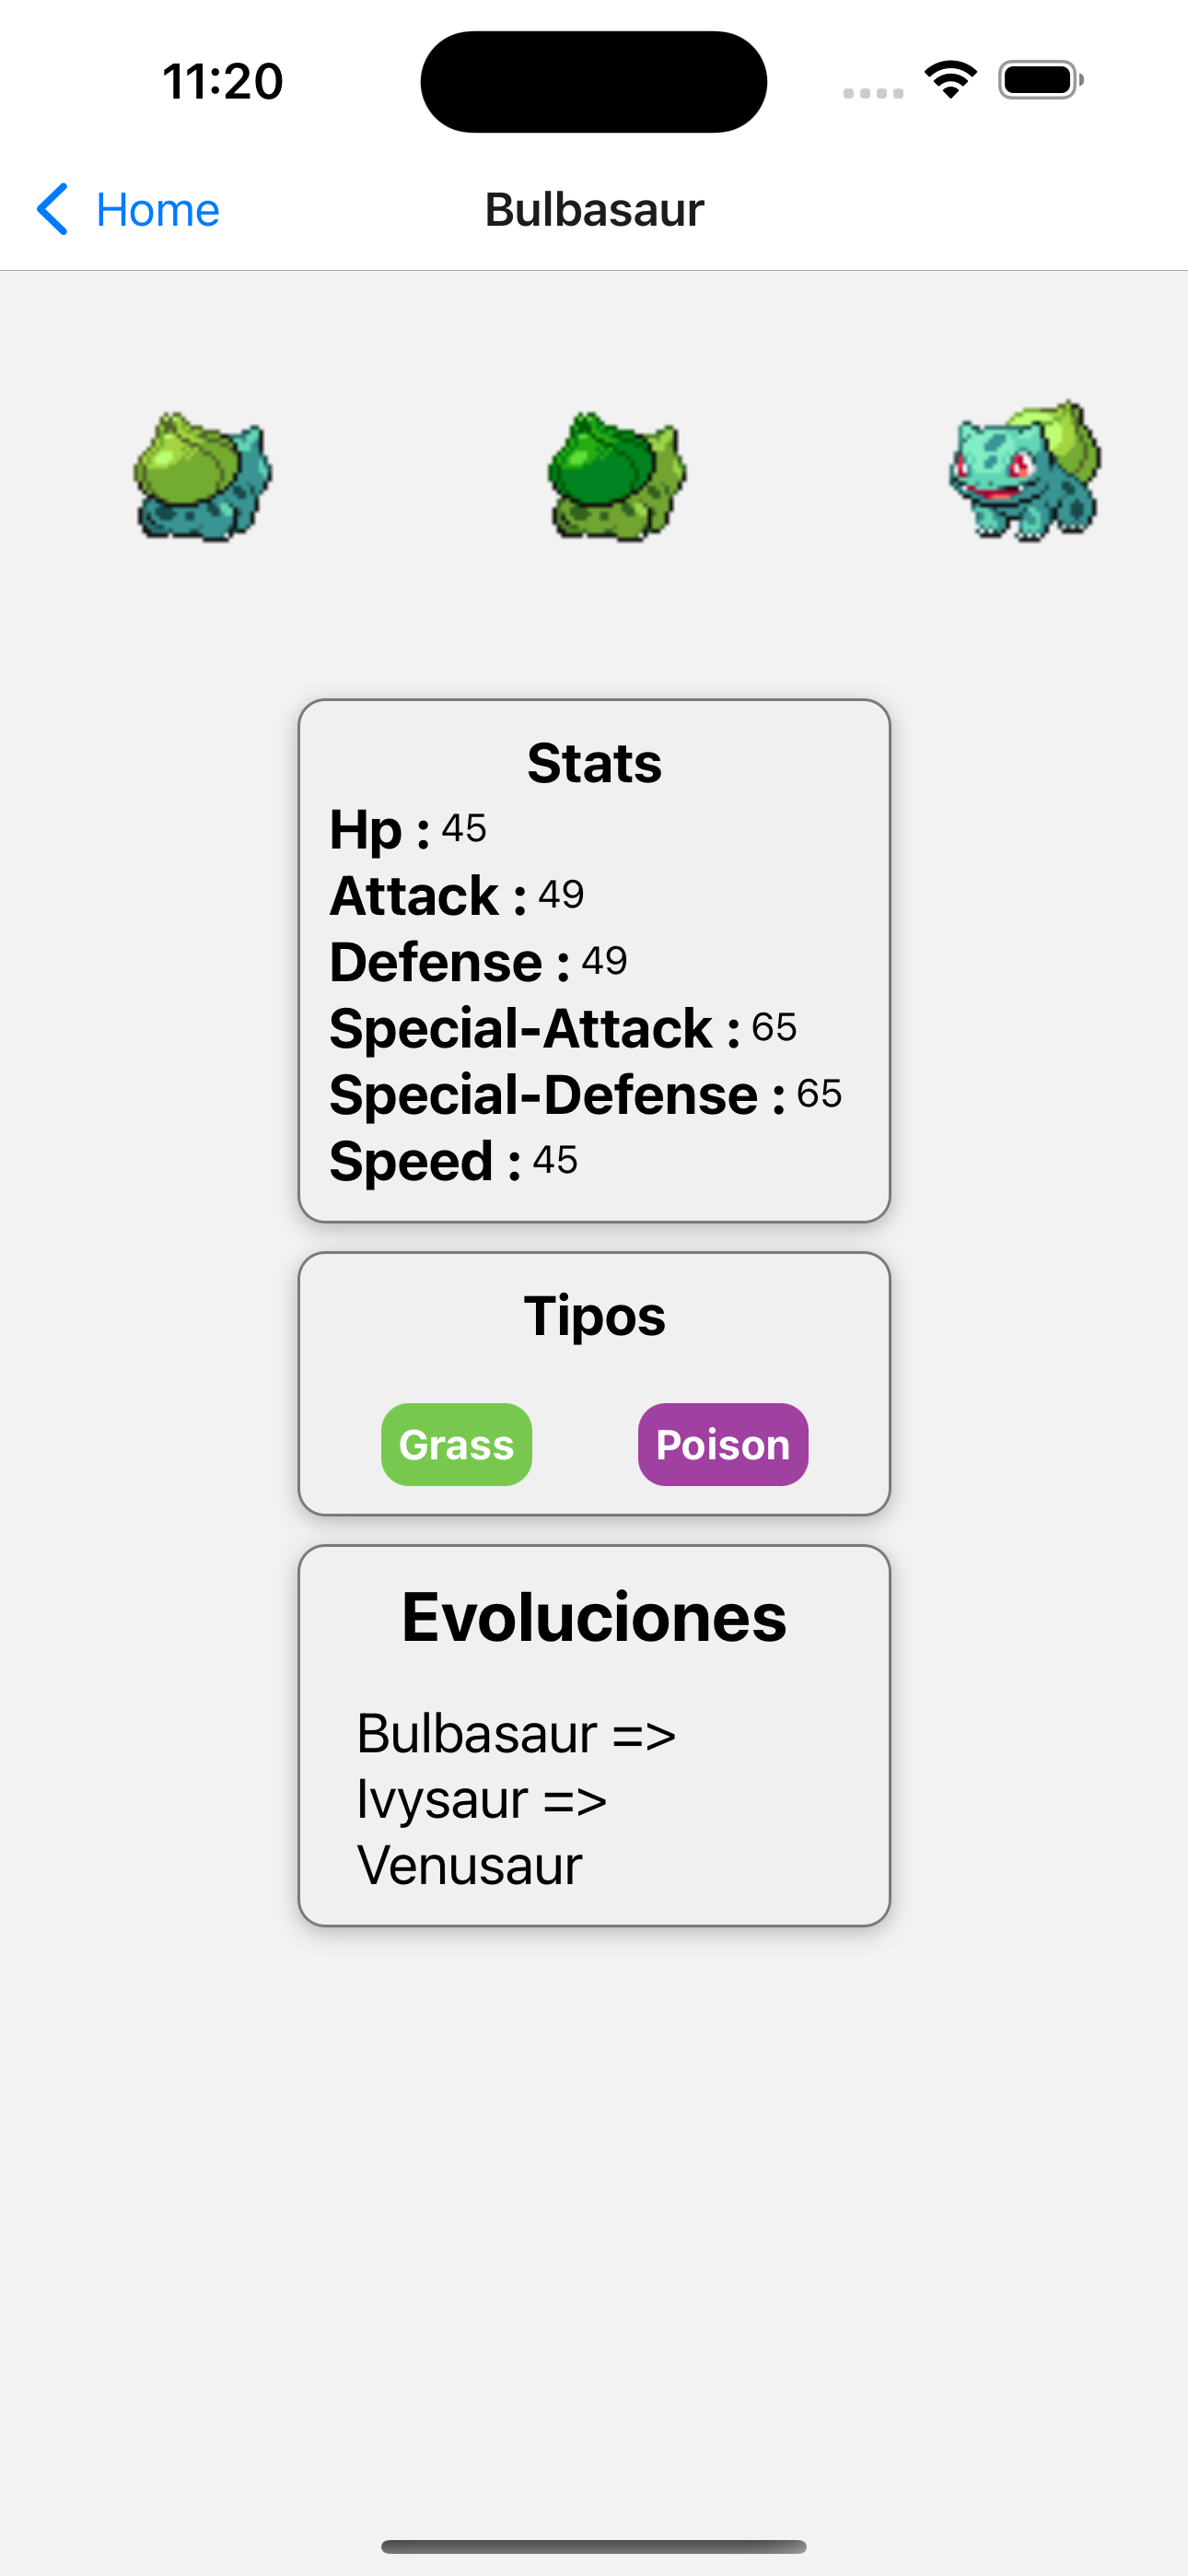 11:20
Home
Bulbasaur
Stats
Hp : 45
Attack : 49
Defense : 49
Special-Attack : 65
Special-Defense : 65
Speed : 45
Tipos
Grass
Poison
Evoluciones
Bulbasaur =>
Ivysaur =>
Venusaur